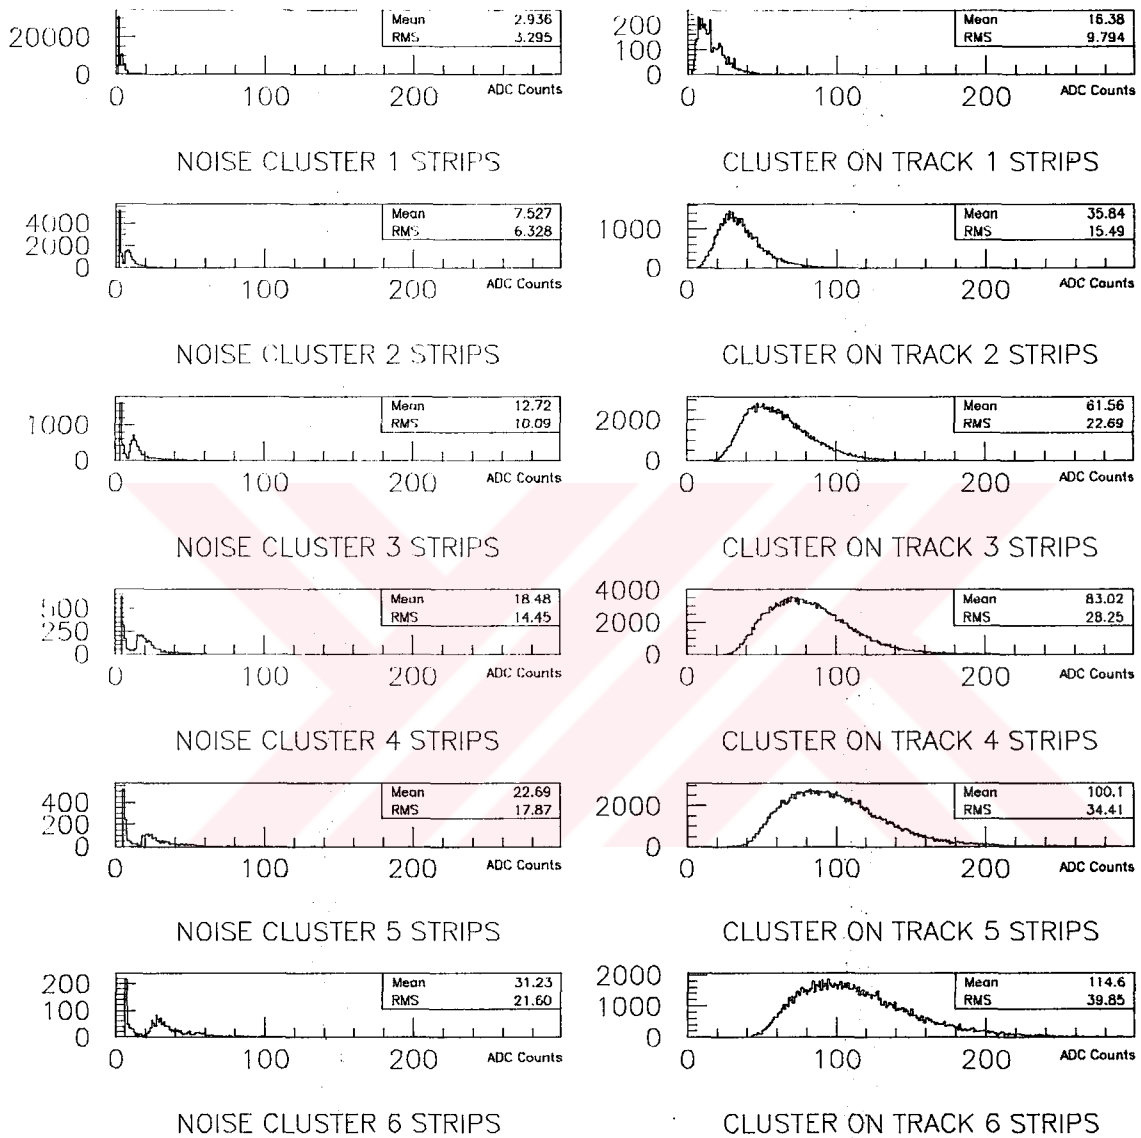 Mean 2.936
RMS 3.295
20000
0
0 100 200 ADC Counts
NOISE CLUSTER 1 STRIPS
Mean 16.38
RMS 9.794
200
100
0
0 100 200 ADC Counts
CLUSTER ON TRACK 1 STRIPS
Mean 7.527
RMS 6.328
4000
2000
0
0 100 200 ADC Counts
NOISE CLUSTER 2 STRIPS
Mean 35.84
RMS 15.49
1000
0
0 100 200 ADC Counts
CLUSTER ON TRACK 2 STRIPS
Mean 12.72
RMS 10.09
1000
0
0 100 200 ADC Counts
NOISE CLUSTER 3 STRIPS
Mean 61.56
RMS 22.69
2000
0
0 100 200 ADC Counts
CLUSTER ON TRACK 3 STRIPS
Mean 18.48
RMS 14.45
500
250
0
0 100 200 ADC Counts
NOISE CLUSTER 4 STRIPS
Mean 83.02
RMS 28.25
4000
2000
0
0 100 200 ADC Counts
CLUSTER ON TRACK 4 STRIPS
Mean 22.69
RMS 17.87
400
200
0
0 100 200 ADC Counts
NOISE CLUSTER 5 STRIPS
Mean 100.1
RMS 34.41
2000
0
0 100 200 ADC Counts
CLUSTER ON TRACK 5 STRIPS
Mean 31.23
RMS 21.60
200
100
0
0 100 200 ADC Counts
NOISE CLUSTER 6 STRIPS
Mean 114.6
RMS 39.85
2000
1000
0
0 100 200 ADC Counts
CLUSTER ON TRACK 6 STRIPS